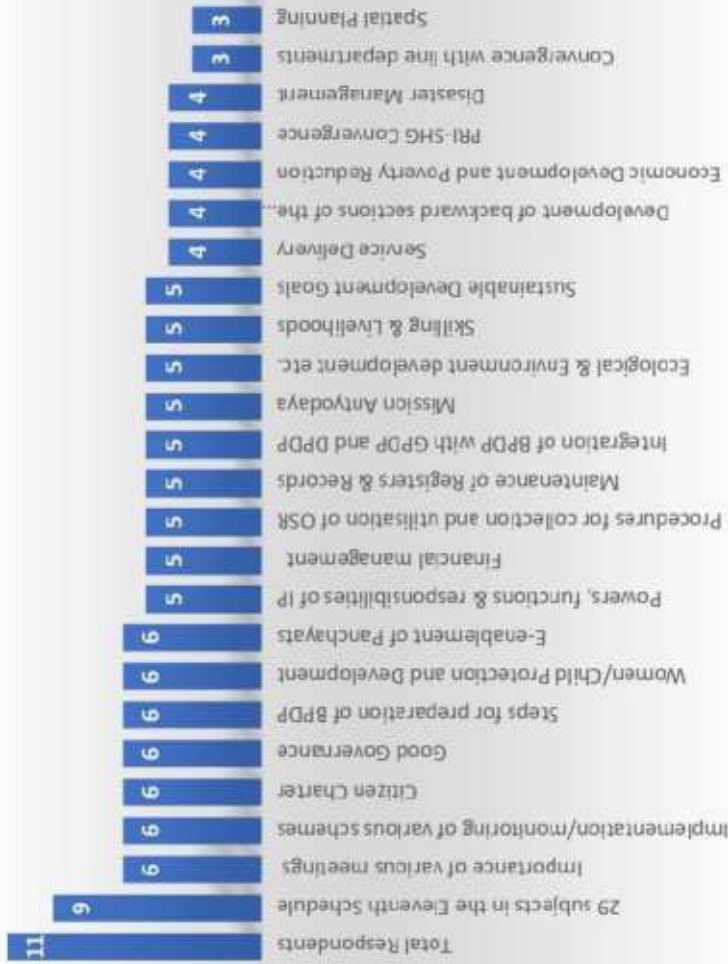 Total Respondents 11
29 subjects in the Eleventh Schedule 9
Importance of various meetings 6
Implementation/monitoring of various schemes 6
Citizen Charter 6
Good Governance 6
Steps for preparation of BPDP 6
Women/Child Protection and Development 6
E-enablement of Panchayats 6
Powers, functions & responsibilities of IP 5
Financial management 5
Procedures for collection and utilisation of OSR 5
Maintenance of Registers & Records 5
Integration of BPDP with GPDP and DPDP 5
Mission Antyodaya 5
Ecological & Environment development etc. 5
Skilling & Livelihoods 5
Sustainable Development Goals 5
Service Delivery 4
Development of backward sections of the... 4
Economic Development and Poverty Reduction 4
PRI-SHG Convergence 4
Disaster Management 4
Convergence with line departments 3
Spatial Planning 3